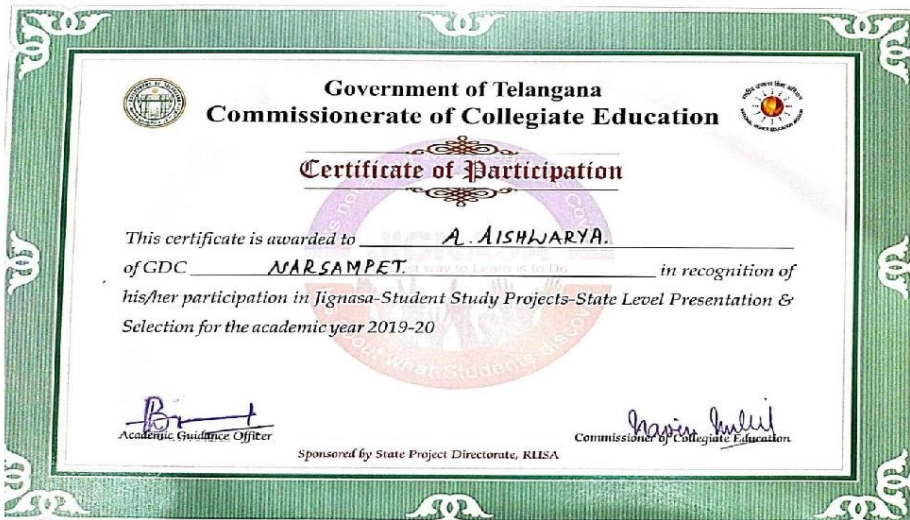 Government of Telangana
Commissionerate of Collegiate Education
Certificate of Participation
This certificate is awarded to A. AISHWARYA.
of GDC NARSAMPET. in recognition of
his/her participation in Jignasa-Student Study Projects-State Level Presentation &
Selection for the academic year 2019-20
Academic Guidance Officer
Commissioner of Collegiate Education
Sponsored by State Project Directorate, RUSA